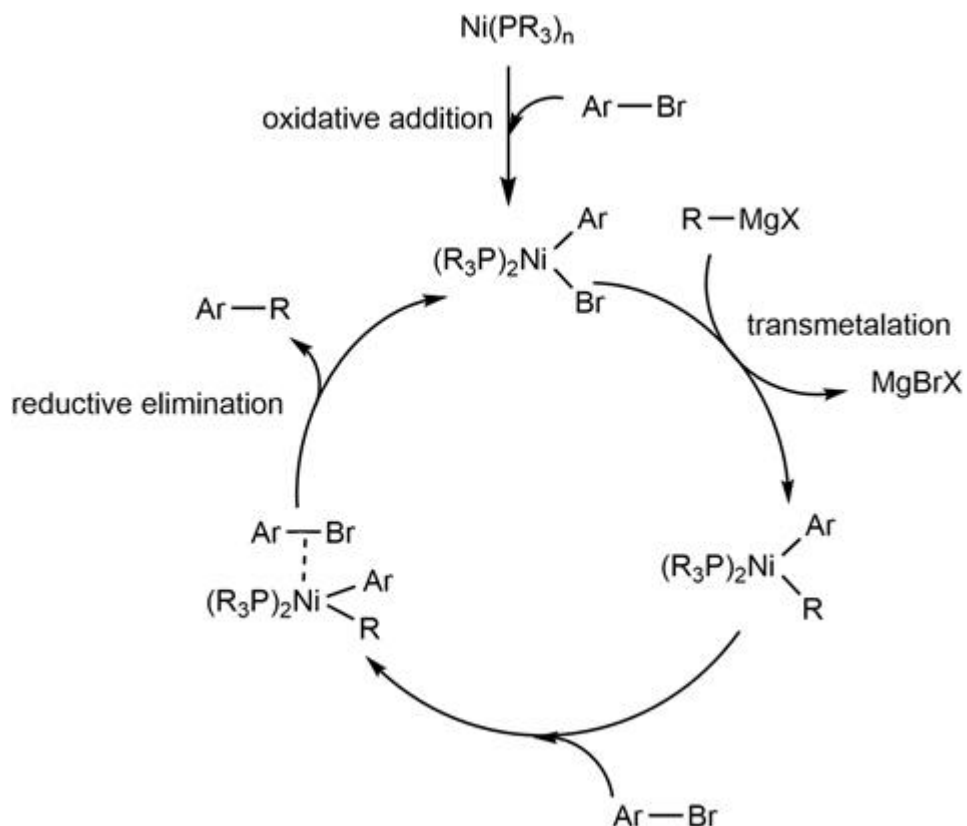 Ni(PR3)n
oxidative addition
Ar—Br
(R3P)2Ni
Ar
Br
R—MgX
transmetalation
MgBrX
Ar—R
reductive elimination
Ar—Br
(R3P)2Ni
Ar
R
(R3P)2Ni
Ar
R
Ar—Br